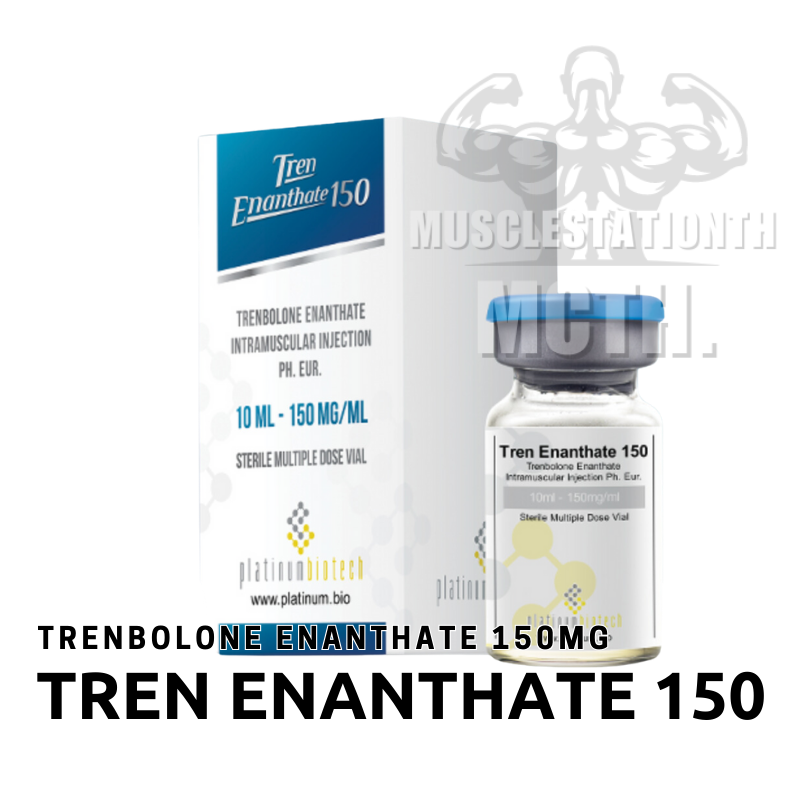 MUSCLESTATIONTH
MCTH.
Tren
Enanthate 150
TRENBOLONE ENANTHATE
INTRAMUSCULAR INJECTION
PH. EUR.
10 ML - 150 MG/ML
STERILE MULTIPLE DOSE VIAL
platinumbiotech
www.platinum.bio
platinum
Tren Enanthate 150
Trenbolone Enanthate
Intramuscular Injection Ph. Eur.
10ml - 150mg/ml
Sterile Multiple Dose Vial
platinumbiotech
TRENBOLONE ENANTHATE 150MG
TREN ENANTHATE 150